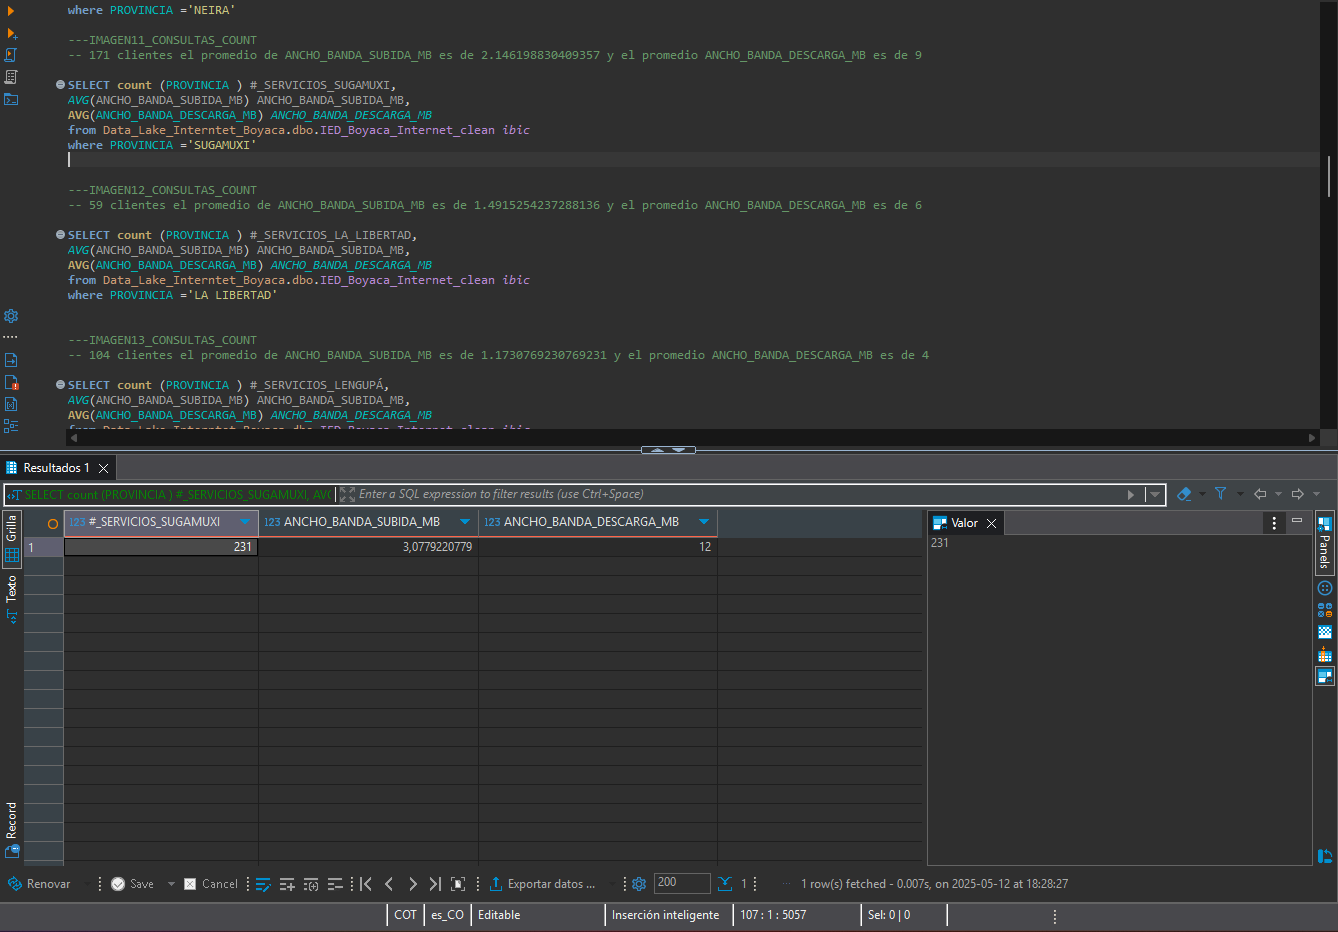 where PROVINCIA ='NEIRA'
---IMAGEN11_CONSULTAS_COUNT
-- 171 clientes el promedio de ANCHO_BANDA_SUBIDA_MB es de 2.146198830409357 y el promedio ANCHO_BANDA_DESCARGA_MB es de 9
SELECT count (PROVINCIA ) #_SERVICIOS_SUGAMUXI,
AVG(ANCHO_BANDA_SUBIDA_MB) ANCHO_BANDA_SUBIDA_MB,
AVG(ANCHO_BANDA_DESCARGA_MB) ANCHO_BANDA_DESCARGA_MB
from Data_Lake_Interntet_Boyaca.dbo.IED_Boyaca_Internet_clean ibic
where PROVINCIA ='SUGAMUXI'
---IMAGEN12_CONSULTAS_COUNT
-- 59 clientes el promedio de ANCHO_BANDA_SUBIDA_MB es de 1.4915254237288136 y el promedio ANCHO_BANDA_DESCARGA_MB es de 6
SELECT count (PROVINCIA ) #_SERVICIOS_LA_LIBERTAD,
AVG(ANCHO_BANDA_SUBIDA_MB) ANCHO_BANDA_SUBIDA_MB,
AVG(ANCHO_BANDA_DESCARGA_MB) ANCHO_BANDA_DESCARGA_MB
from Data_Lake_Interntet_Boyaca.dbo.IED_Boyaca_Internet_clean ibic
where PROVINCIA ='LA LIBERTAD'
---IMAGEN13_CONSULTAS_COUNT
-- 104 clientes el promedio de ANCHO_BANDA_SUBIDA_MB es de 1.1730769230769231 y el promedio ANCHO_BANDA_DESCARGA_MB es de 4
SELECT count (PROVINCIA ) #_SERVICIOS_LENGUPÁ,
AVG(ANCHO_BANDA_SUBIDA_MB) ANCHO_BANDA_SUBIDA_MB,
AVG(ANCHO_BANDA_DESCARGA_MB) ANCHO_BANDA_DESCARGA_MB
from Data_Lake_Interntet_Boyaca.dbo.IED_Boyaca_Internet_clean ibic
Resultados 1
SELECT count (PROVINCIA ) #_SERVICIOS_SUGAMUXI, AVG Enter a SQL expression to filter results (use Ctrl+Space)
Grilla
Texto
Record
123 #_SERVICIOS_SUGAMUXI 123 ANCHO_BANDA_SUBIDA_MB 123 ANCHO_BANDA_DESCARGA_MB
1 231 3,0779220779 12
Valor
231
Panels
Renovar Save Cancel Exportar datos ... 200 1 1 row(s) fetched - 0.007s, on 2025-05-12 at 18:28:27
COT es_CO Editable Inserción inteligente 107 : 1 : 5057 Sel: 0 | 0